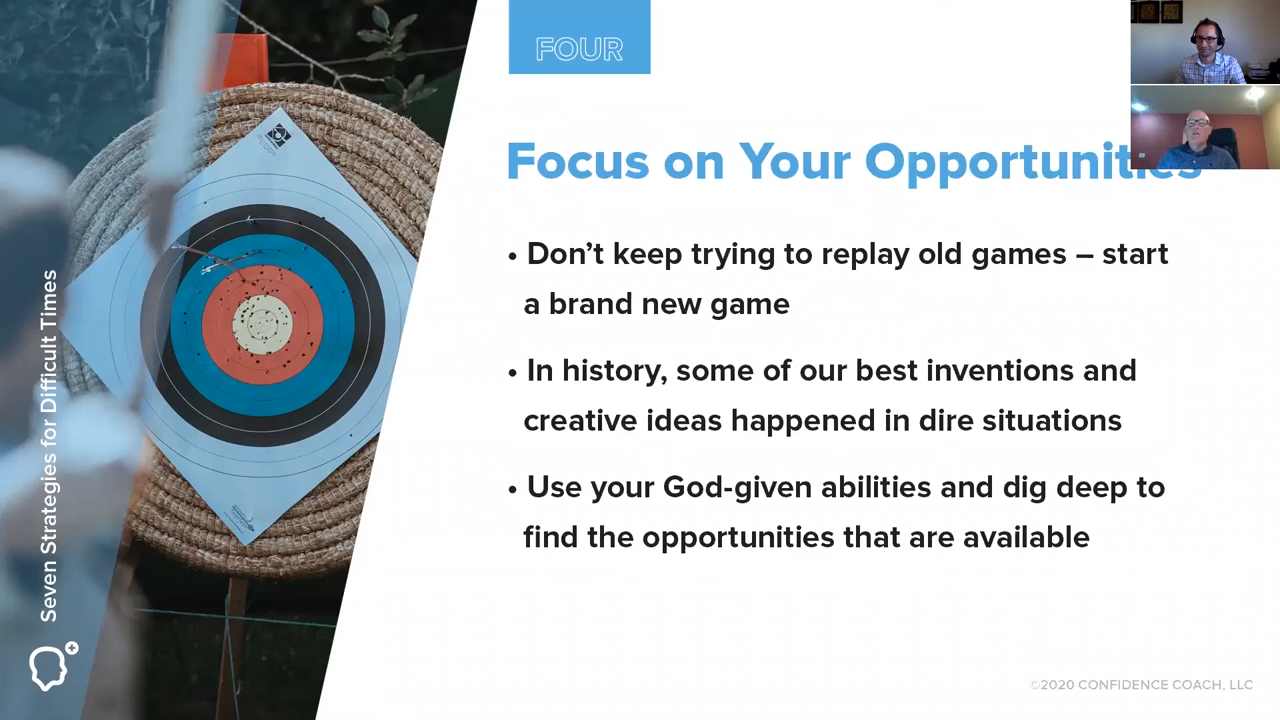 FOUR
Focus on Your Opportunities
• Don’t keep trying to replay old games – start
a brand new game
• In history, some of our best inventions and
creative ideas happened in dire situations
• Use your God-given abilities and dig deep to
find the opportunities that are available
Seven Strategies for Difficult Times
©2020 CONFIDENCE COACH, LLC